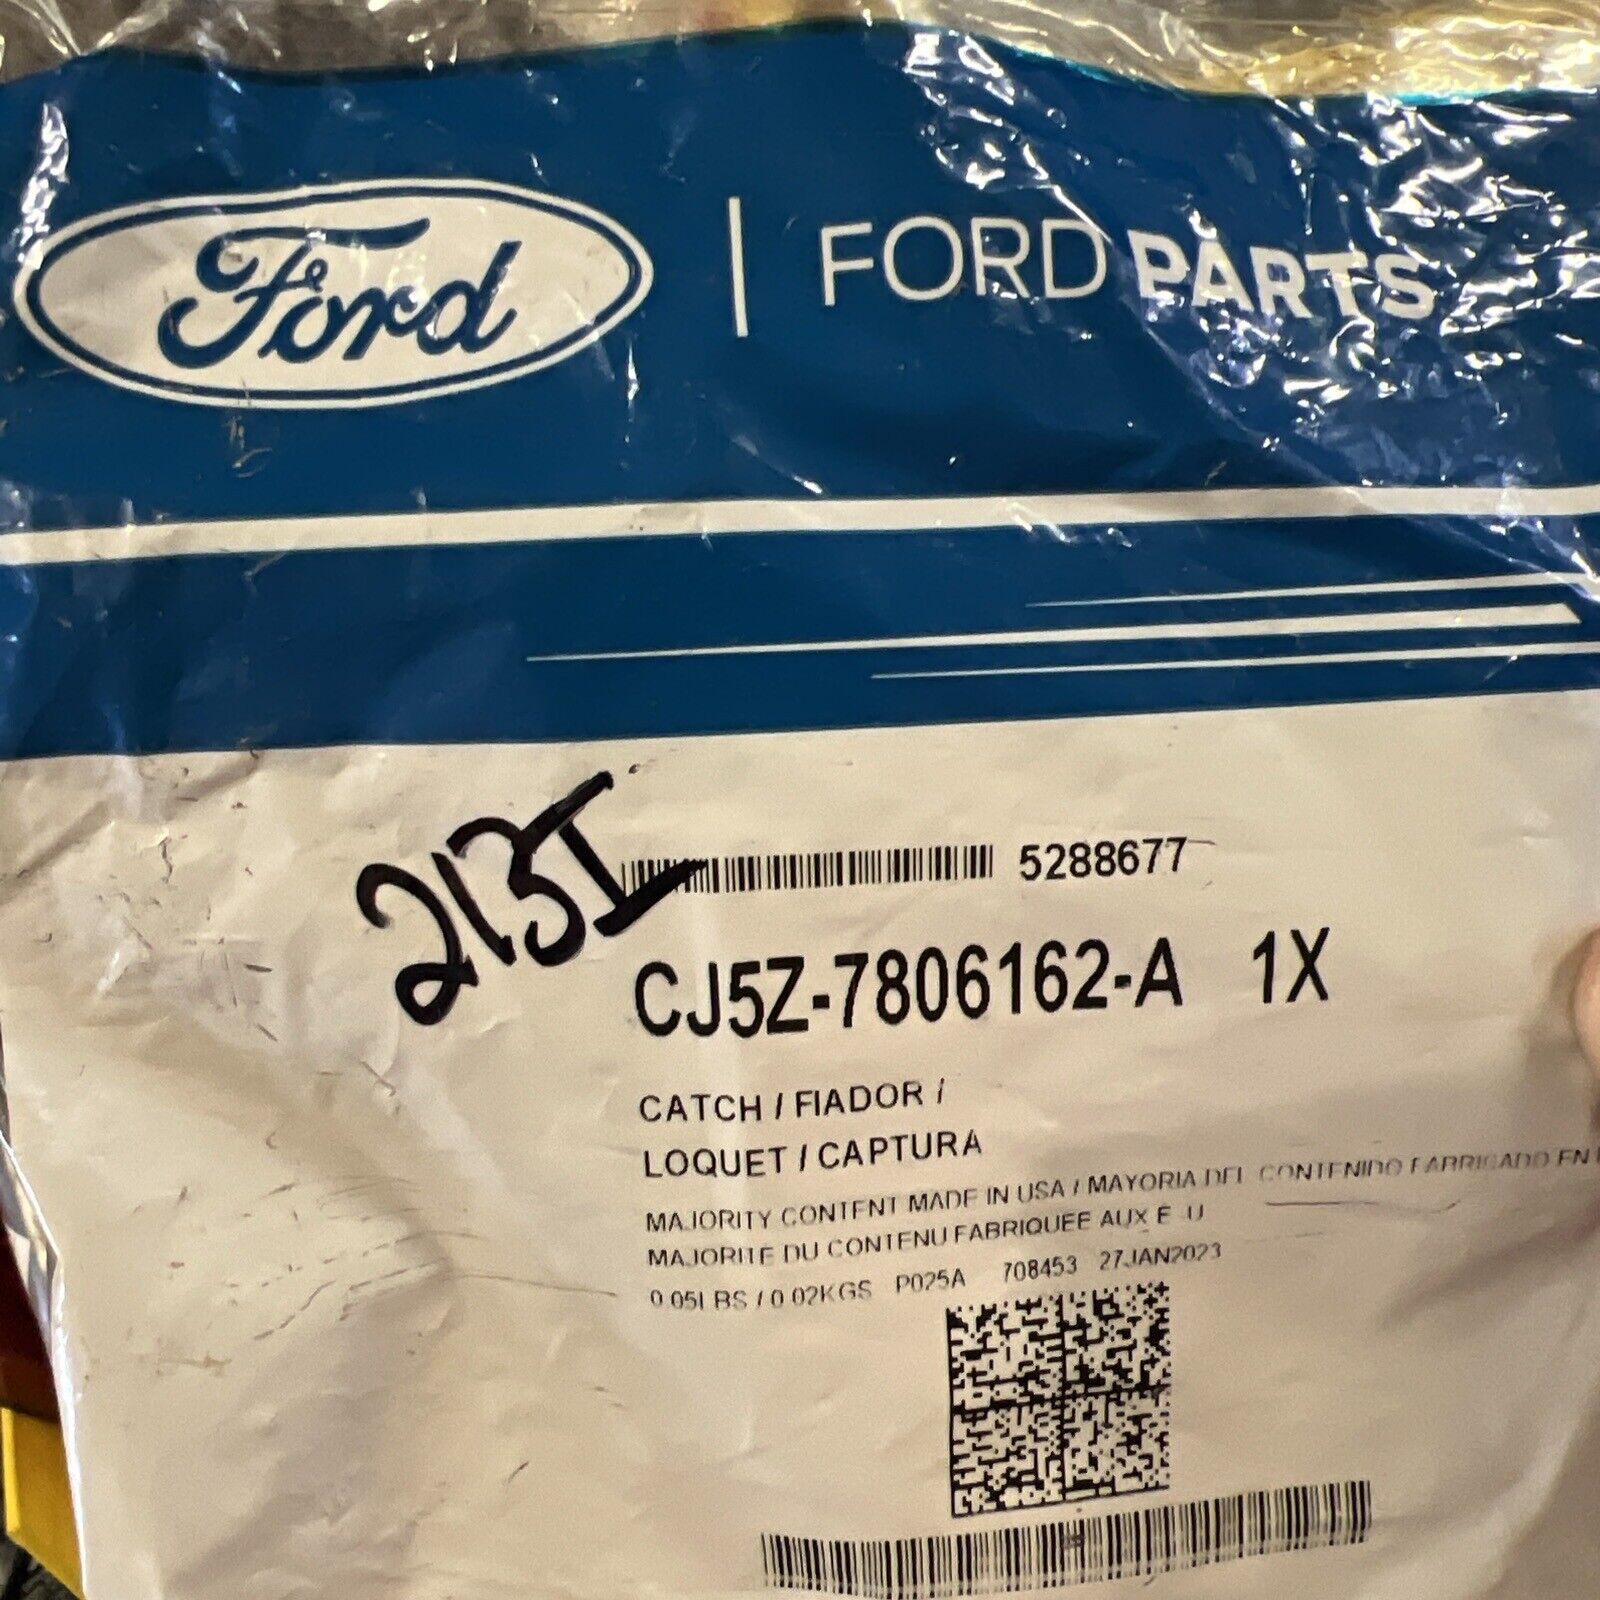 Ford | FORD PARTS
213I
5288677
CJ5Z-7806162-A 1X
CATCH / FIADOR /
LOQUET / CAPTURA
MAJORITY CONTENT MADE IN USA / MAYORIA DEL CONTENIDO FABRICADO EN
MAJORITE DU CONTENU FABRIQUEE AUX E-U
0.05LBS / 0.02KGS P025A 708453 27JAN2023